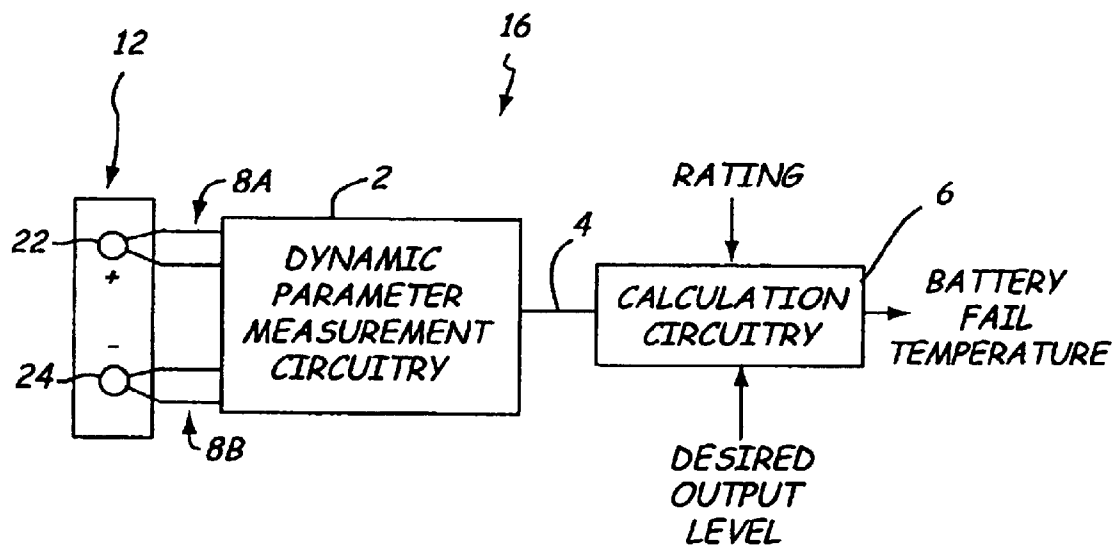 12
16
8A
2
RATING
22
+
4
6
DYNAMIC
PARAMETER
MEASUREMENT
CIRCUITRY
CALCULATION
CIRCUITRY
BATTERY
FAIL
TEMPERATURE
-
24
8B
DESIRED
OUTPUT
LEVEL